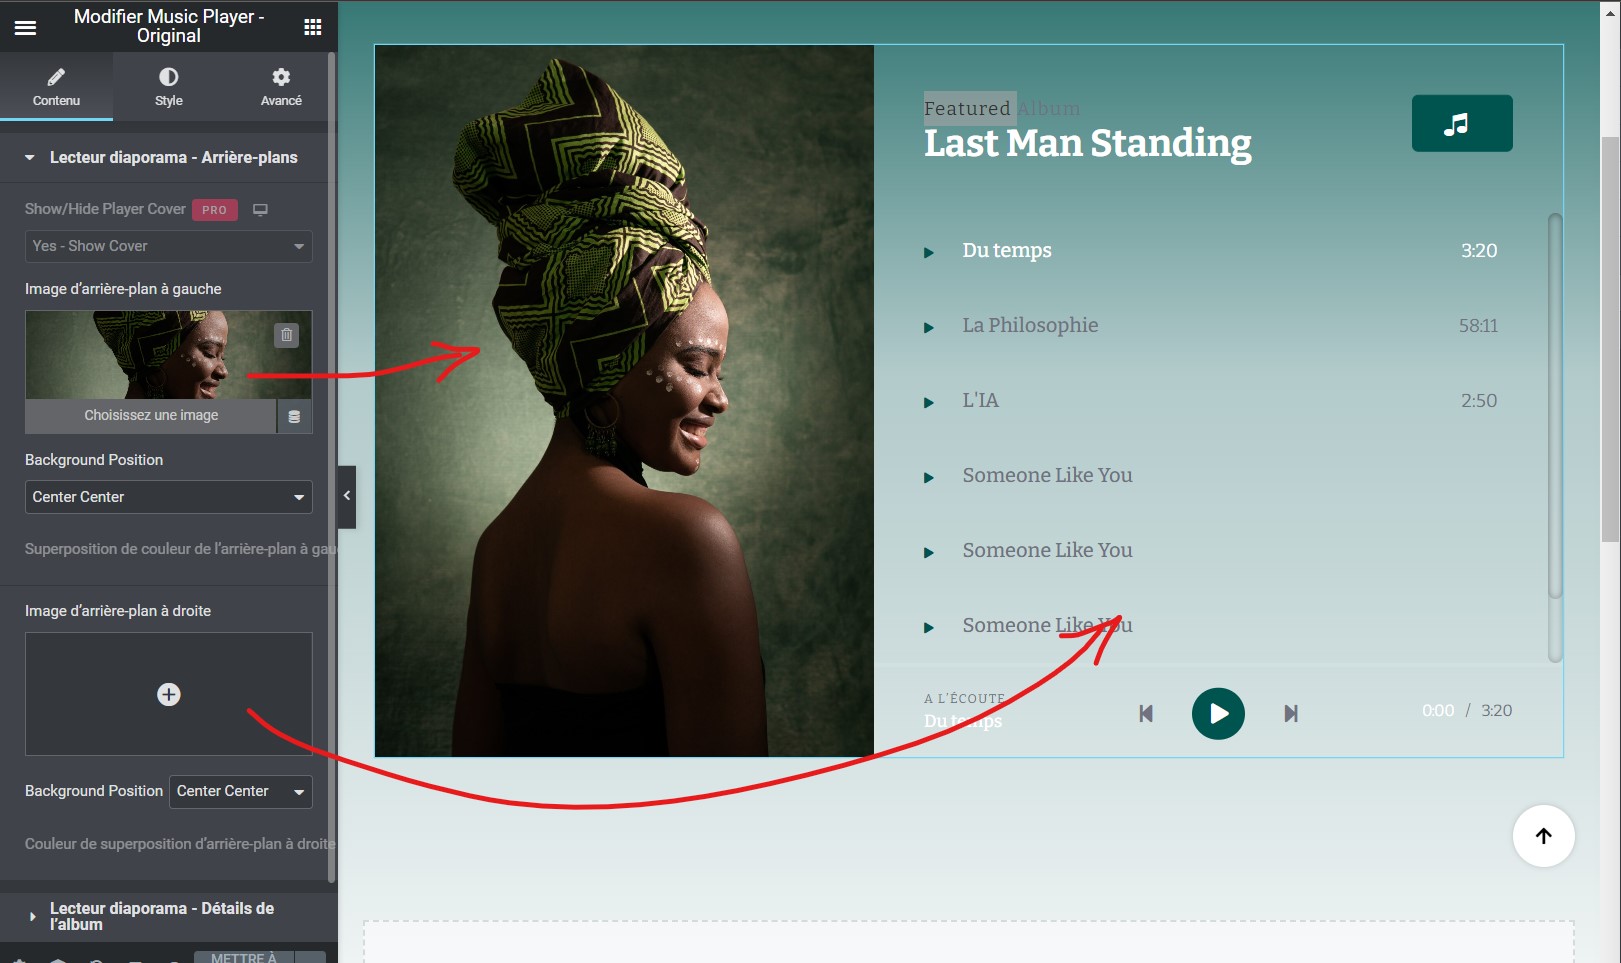 Modifier Music Player -
Original
Contenu
Style
Avancé
Lecteur diaporama - Arrière-plans
Show/Hide Player Cover PRO
Yes - Show Cover
Image d’arrière-plan à gauche
Choisissez une image
Background Position
Center Center
Superposition de couleur de l’arrière-plan à gau
Image d’arrière-plan à droite
Background Position Center Center
Couleur de superposition d’arrière-plan à droite
Lecteur diaporama - Détails de
l’album
METTRE À
Featured Album
Last Man Standing
Du temps 3:20
La Philosophie 58:11
L'IA 2:50
Someone Like You
Someone Like You
Someone Like You
A L'ÉCOUTE
Du temps
0:00 / 3:20